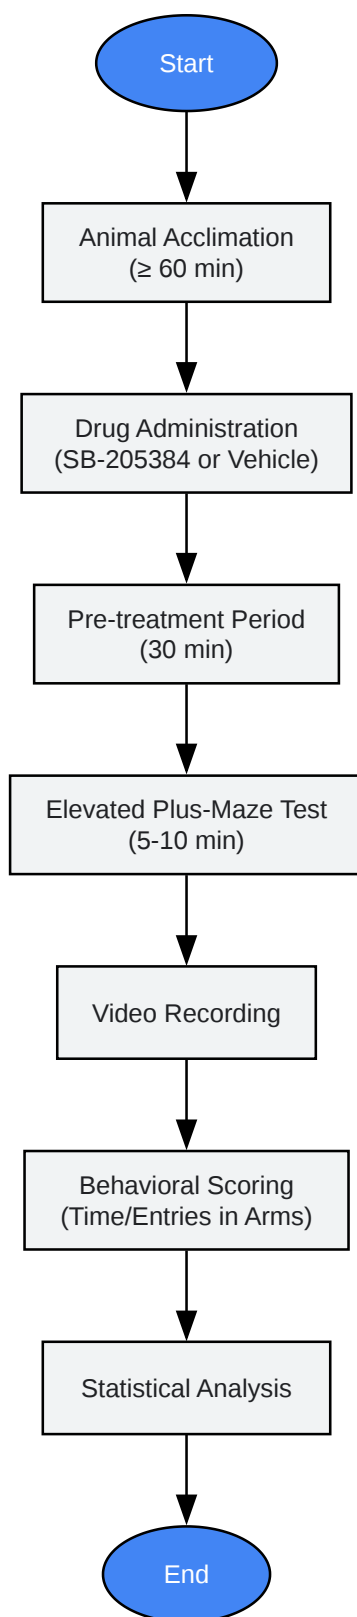 Start
Animal Acclimation
(≥ 60 min)
Drug Administration
(SB-205384 or Vehicle)
Pre-treatment Period
(30 min)
Elevated Plus-Maze Test
(5-10 min)
Video Recording
Behavioral Scoring
(Time/Entries in Arms)
Statistical Analysis
End